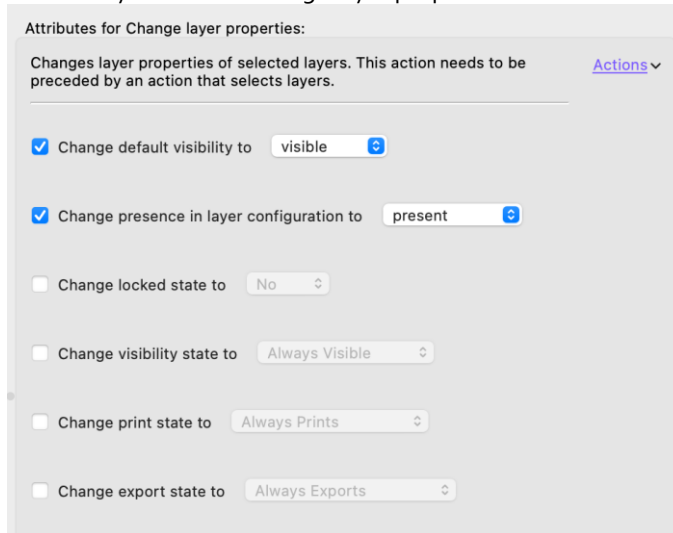 Attributes for Change layer properties:
Changes layer properties of selected layers. This action needs to be
preceded by an action that selects layers.
Actions
Change default visibility to visible
Change presence in layer configuration to present
Change locked state to No
Change visibility state to Always Visible
Change print state to Always Prints
Change export state to Always Exports